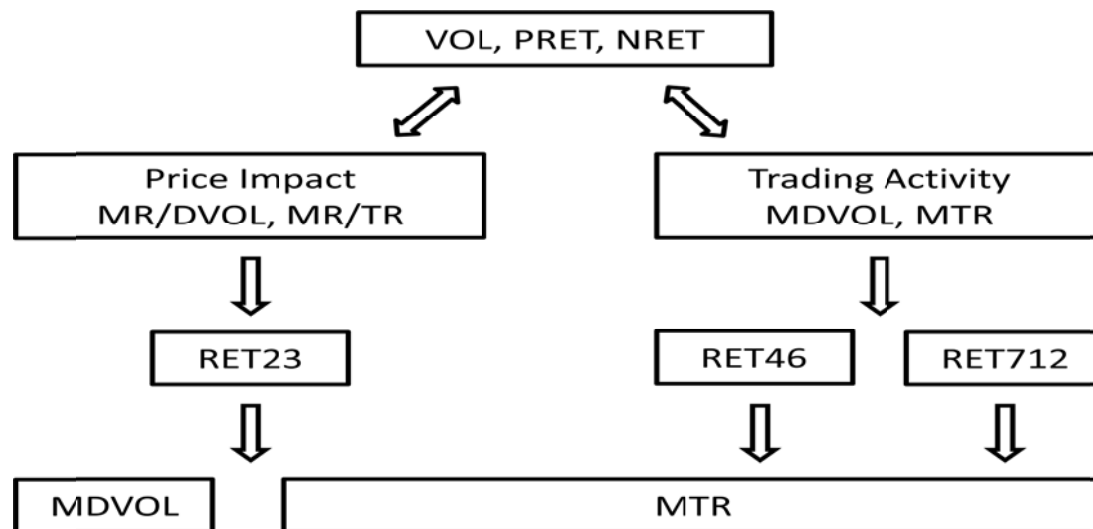 VOL, PRET, NRET
Price Impact
MR/DVOL, MR/TR
Trading Activity
MDVOL, MTR
RET23
RET46
RET712
MDVOL
MTR